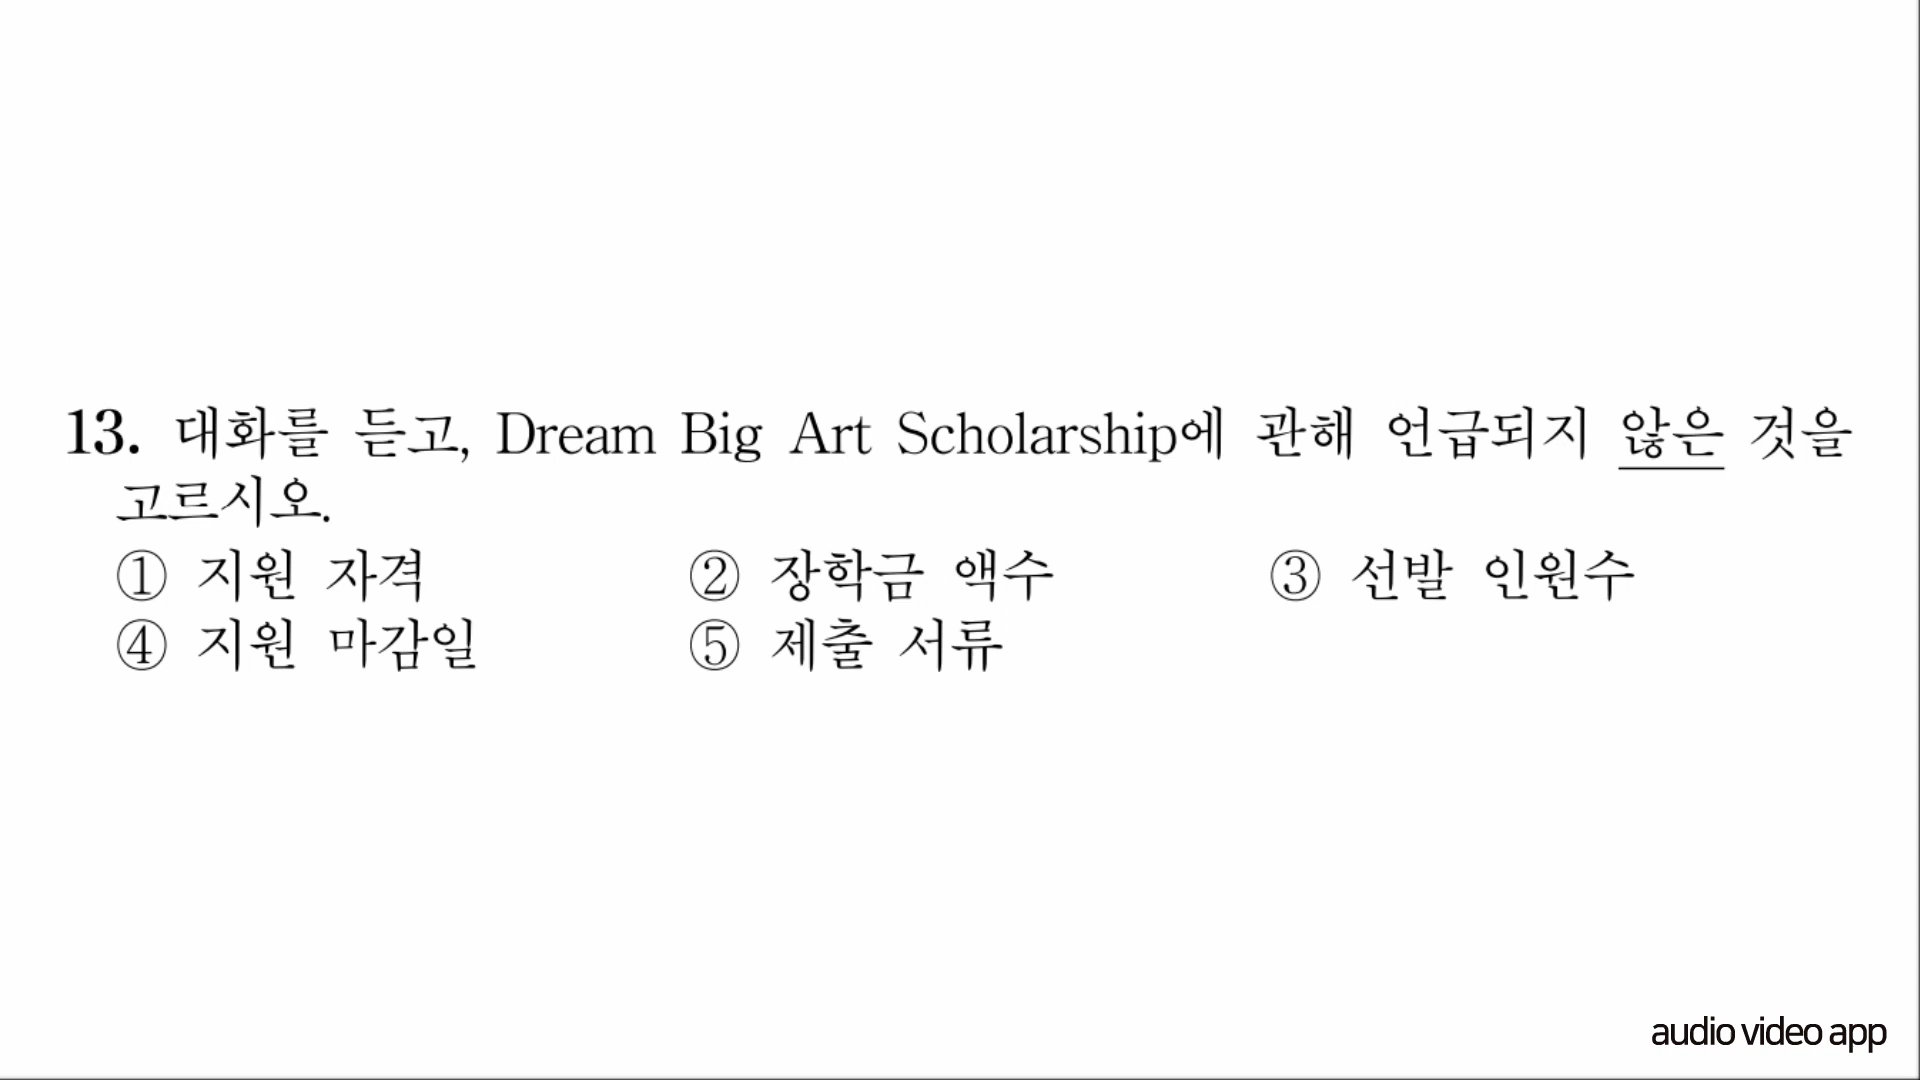 13. 대화를 듣고, Dream Big Art Scholarship에 관해 언급되지 않은 것을
고르시오.
① 지원 자격 ② 장학금 액수 ③ 선발 인원수
④ 지원 마감일 ⑤ 제출 서류
audio video app